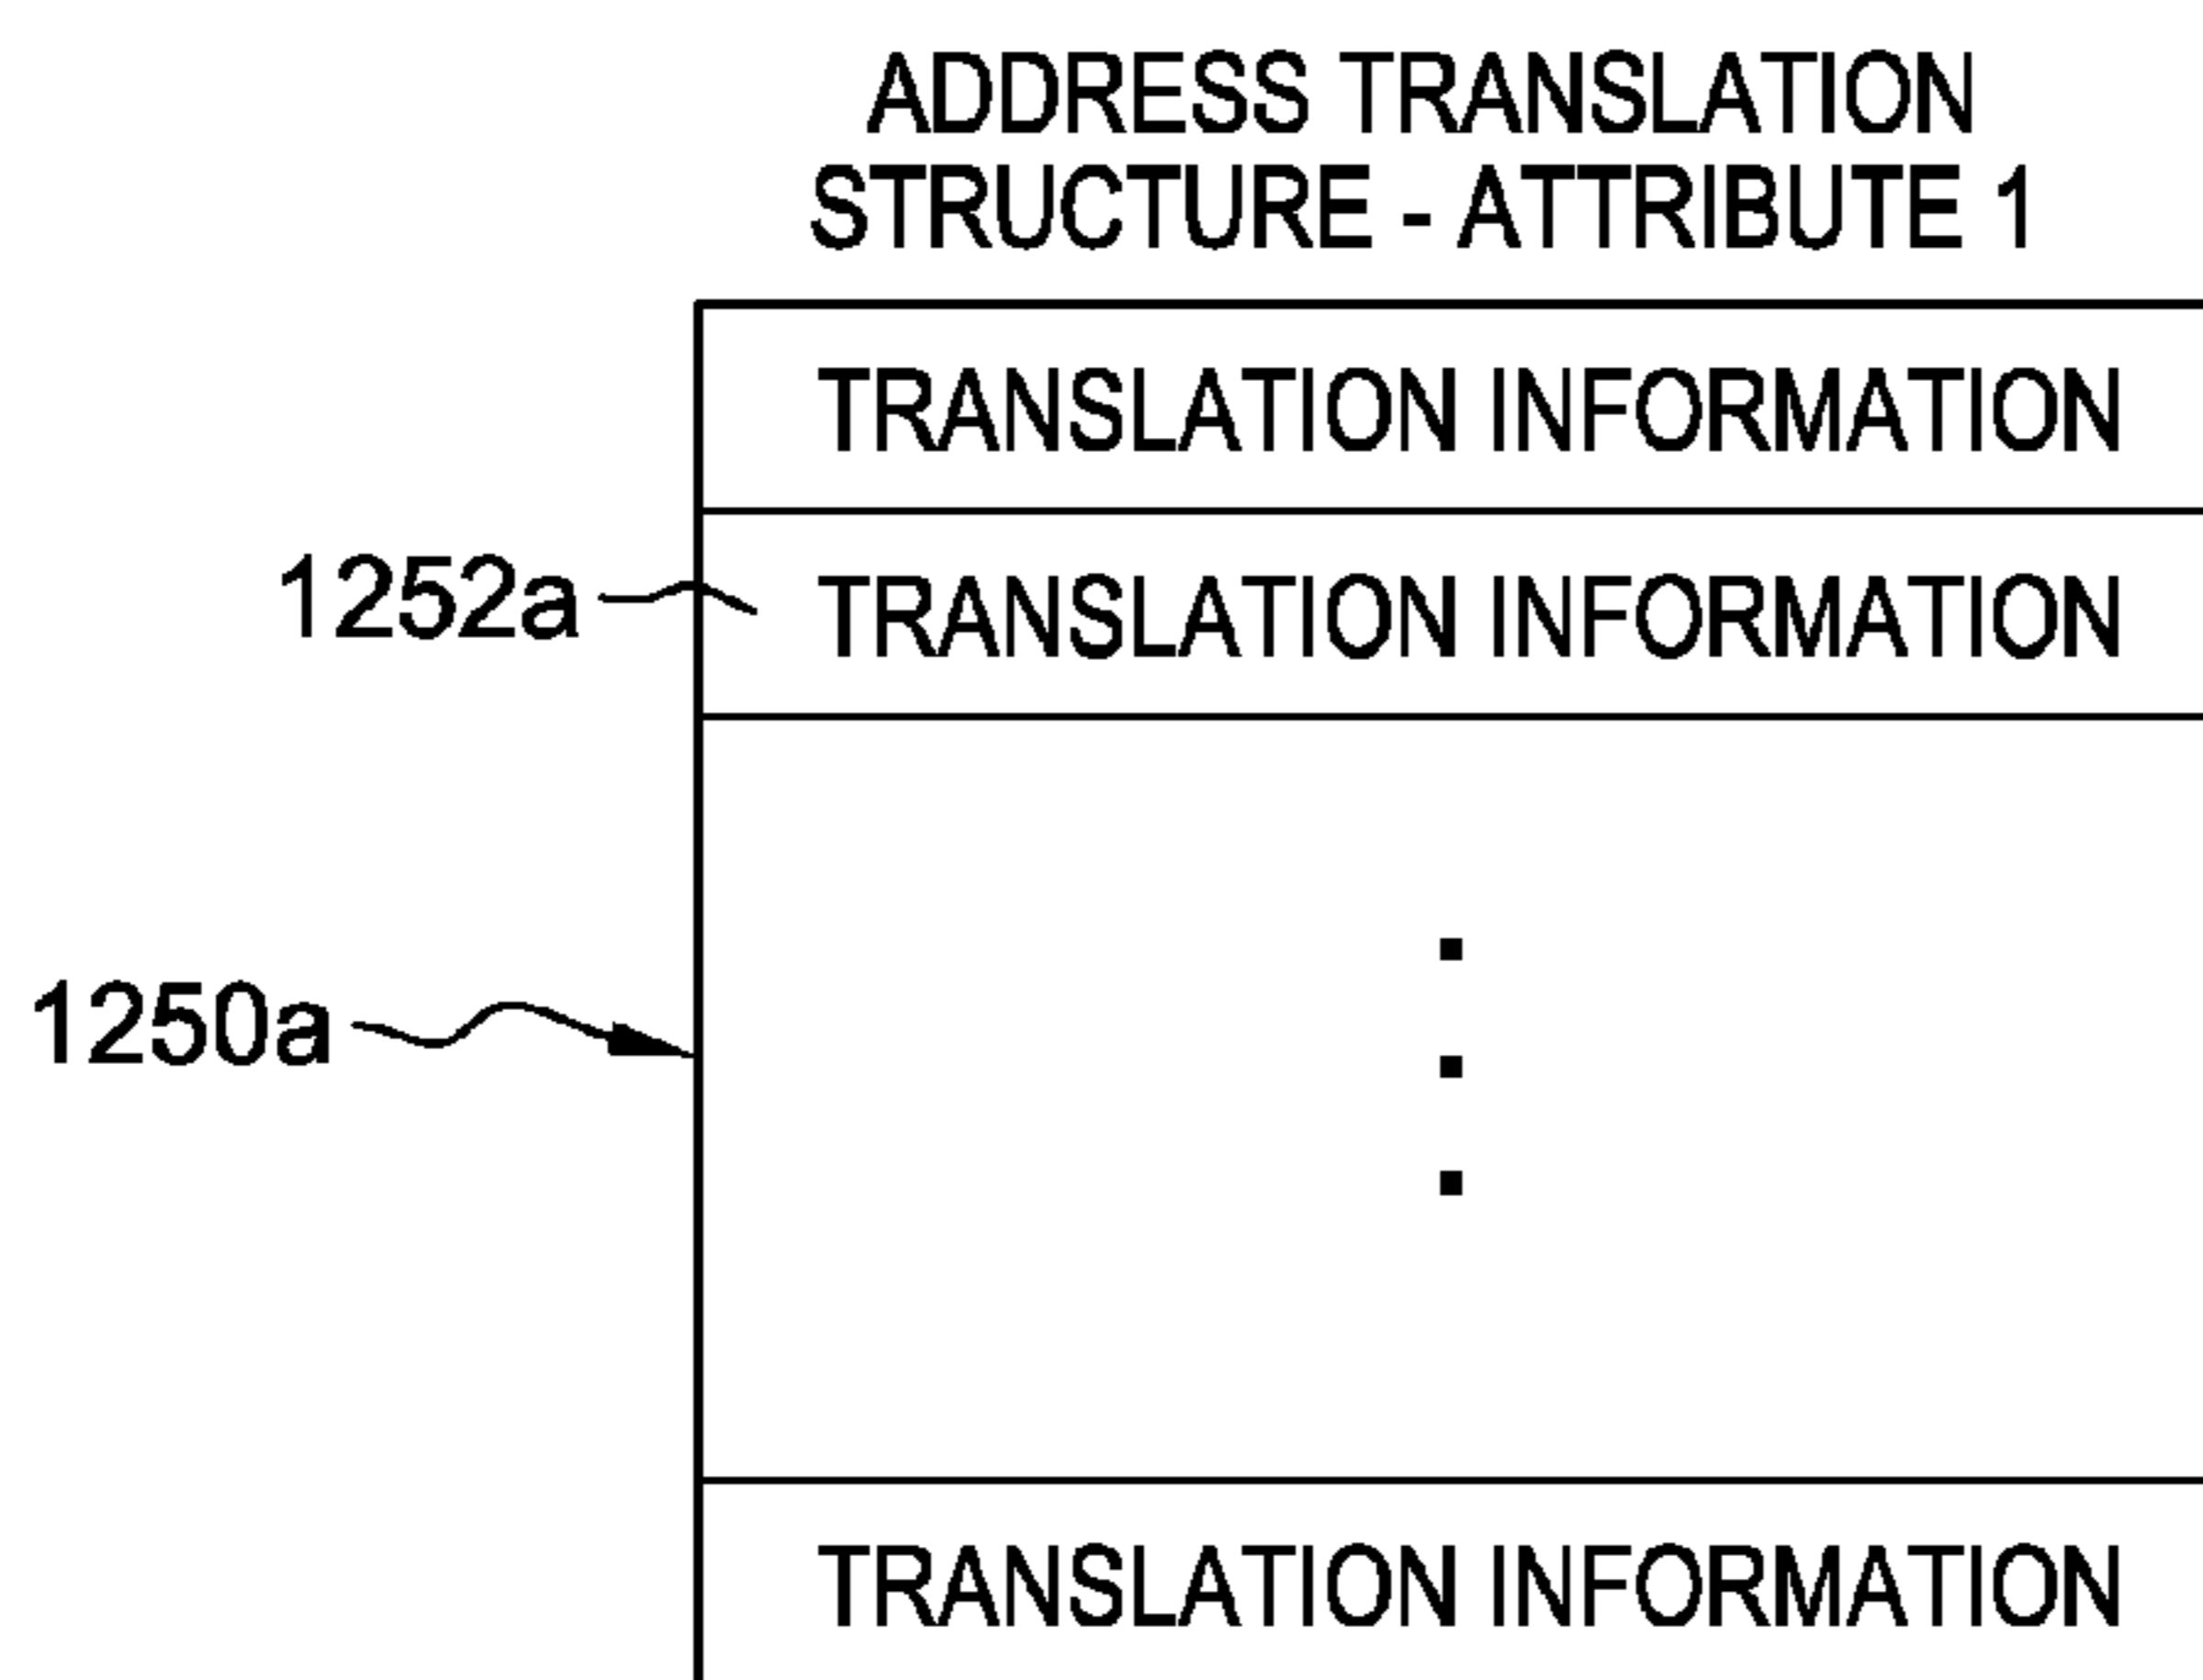 ADDRESS TRANSLATION
STRUCTURE - ATTRIBUTE 1
TRANSLATION INFORMATION
1252a
TRANSLATION INFORMATION
1250a
TRANSLATION INFORMATION